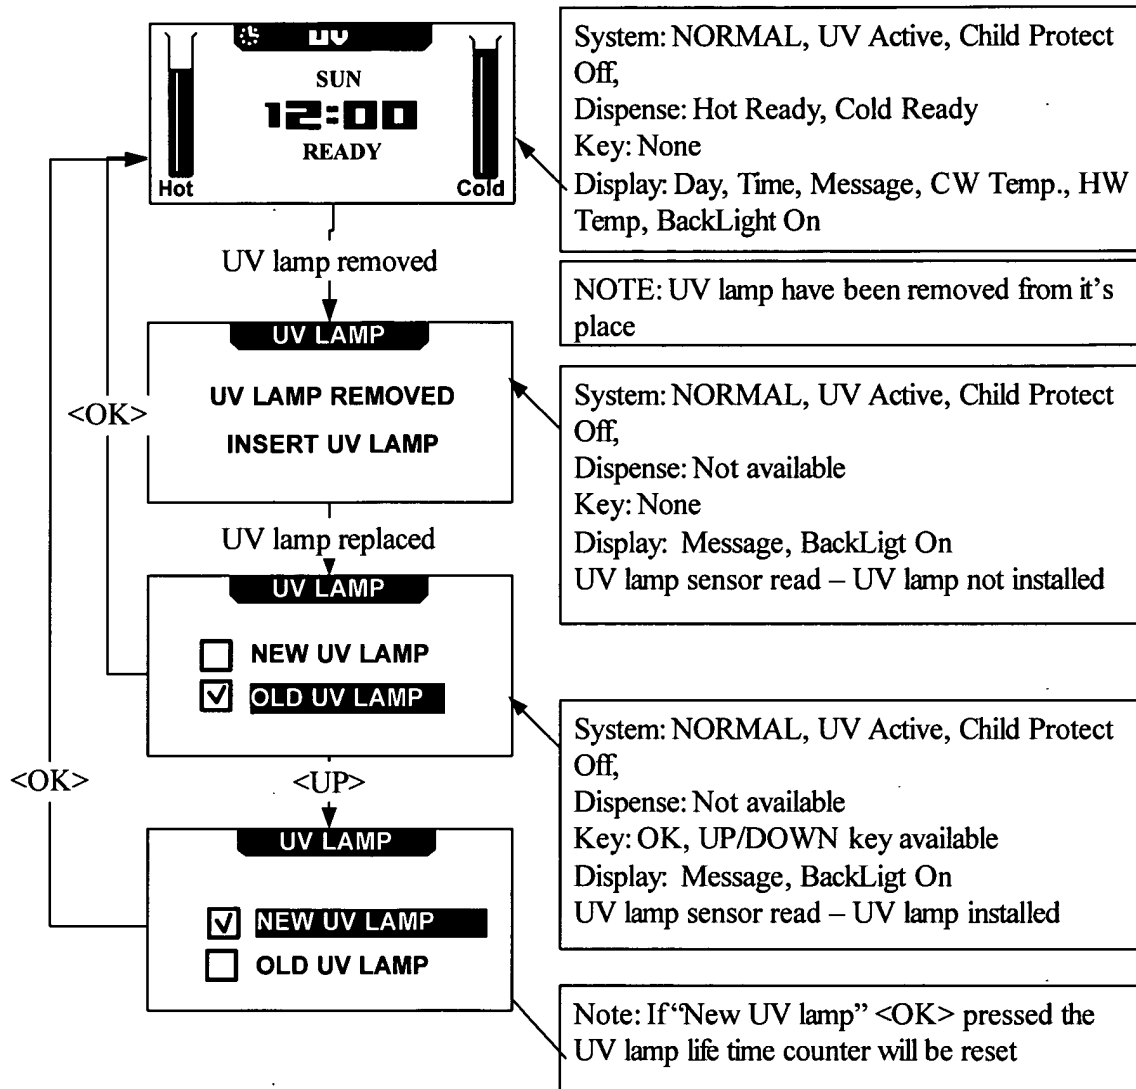 UV
SUN
12:00
READY
Hot
Cold
System: NORMAL, UV Active, Child Protect
Off,
Dispense: Hot Ready, Cold Ready
Key: None
Display: Day, Time, Message, CW Temp., HW
Temp, BackLight On
UV lamp removed
NOTE: UV lamp have been removed from it's
place
UV LAMP
UV LAMP REMOVED
INSERT UV LAMP
<OK>
System: NORMAL, UV Active, Child Protect
Off,
Dispense: Not available
Key: None
Display: Message, BackLigt On
UV lamp sensor read – UV lamp not installed
UV lamp replaced
UV LAMP
NEW UV LAMP
OLD UV LAMP
System: NORMAL, UV Active, Child Protect
Off,
Dispense: Not available
Key: OK, UP/DOWN key available
Display: Message, BackLigt On
UV lamp sensor read – UV lamp installed
<OK>
<UP>
UV LAMP
NEW UV LAMP
OLD UV LAMP
Note: If “New UV lamp” <OK> pressed the
UV lamp life time counter will be reset